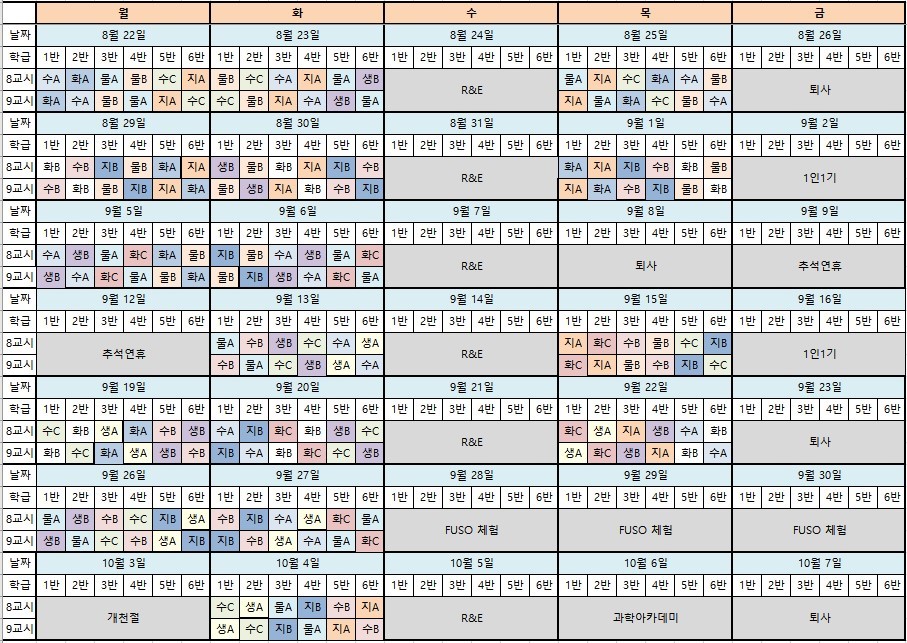 월 화 수 목 금
날짜 8월 22일 8월 23일 8월 24일 8월 25일 8월 26일
학급 1반 2반 3반 4반 5반 6반 1반 2반 3반 4반 5반 6반 1반 2반 3반 4반 5반 6반 1반 2반 3반 4반 5반 6반 1반 2반 3반 4반 5반 6반
8교시 수A 화A 물A 물B 수C 지A 물B 수C 수A 지A 물A 생B R&E 물A 지A 수C 화A 수A 물B 퇴사
9교시 화A 수A 물B 물A 지A 수C 수C 물B 지A 수A 생B 물A 지A 물A 화A 수C 물B 수A
날짜 8월 29일 8월 30일 8월 31일 9월 1일 9월 2일
학급 1반 2반 3반 4반 5반 6반 1반 2반 3반 4반 5반 6반 1반 2반 3반 4반 5반 6반 1반 2반 3반 4반 5반 6반 1반 2반 3반 4반 5반 6반
8교시 화B 수B 지B 물B 화A 지A 생B 물B 화B 지A 지B 수B R&E 화A 지A 지B 수B 화B 물B 1인1기
9교시 수B 화B 물B 지B 지A 화A 물B 생B 지A 화B 수B 지B 지A 화A 수B 지B 물B 화B
날짜 9월 5일 9월 6일 9월 7일 9월 8일 9월 9일
학급 1반 2반 3반 4반 5반 6반 1반 2반 3반 4반 5반 6반 1반 2반 3반 4반 5반 6반 1반 2반 3반 4반 5반 6반 1반 2반 3반 4반 5반 6반
8교시 수A 생B 물A 화C 화A 물B 지B 물B 수A 생B 물A 화C R&E 퇴사 추석연휴
9교시 생B 수A 화C 물A 물B 화A 물B 지B 생B 수A 화C 물A
날짜 9월 12일 9월 13일 9월 14일 9월 15일 9월 16일
학급 1반 2반 3반 4반 5반 6반 1반 2반 3반 4반 5반 6반 1반 2반 3반 4반 5반 6반 1반 2반 3반 4반 5반 6반 1반 2반 3반 4반 5반 6반
8교시 추석연휴 물A 수B 생B 수C 수A 생A R&E 지A 화C 수B 물B 수C 지B 1인1기
9교시 수B 물A 수C 생B 생A 수A 화C 지A 물B 수B 지B 수C
날짜 9월 19일 9월 20일 9월 21일 9월 22일 9월 23일
학급 1반 2반 3반 4반 5반 6반 1반 2반 3반 4반 5반 6반 1반 2반 3반 4반 5반 6반 1반 2반 3반 4반 5반 6반 1반 2반 3반 4반 5반 6반
8교시 수C 화B 생A 화A 수B 생B 수A 지B 화C 화B 생B 수C R&E 화C 생A 지A 생B 수A 화B 퇴사
9교시 화B 수C 화A 생A 생B 수B 지B 수A 화B 화C 수C 생B 생A 화C 생B 지A 화B 수A
날짜 9월 26일 9월 27일 9월 28일 9월 29일 9월 30일
학급 1반 2반 3반 4반 5반 6반 1반 2반 3반 4반 5반 6반 1반 2반 3반 4반 5반 6반 1반 2반 3반 4반 5반 6반 1반 2반 3반 4반 5반 6반
8교시 물A 생B 수B 수C 지B 생A 수B 지B 수A 생A 화C 물A FUSO 체험 FUSO 체험 FUSO 체험
9교시 생B 물A 수C 수B 생A 지B 지B 수B 생A 수A 물A 화C
날짜 10월 3일 10월 4일 10월 5일 10월 6일 10월 7일
학급 1반 2반 3반 4반 5반 6반 1반 2반 3반 4반 5반 6반 1반 2반 3반 4반 5반 6반 1반 2반 3반 4반 5반 6반 1반 2반 3반 4반 5반 6반
8교시 개천절 수C 생A 물A 지B 수B 지A R&E 과학아카데미 퇴사
9교시 생A 수C 지B 물A 지A 수B